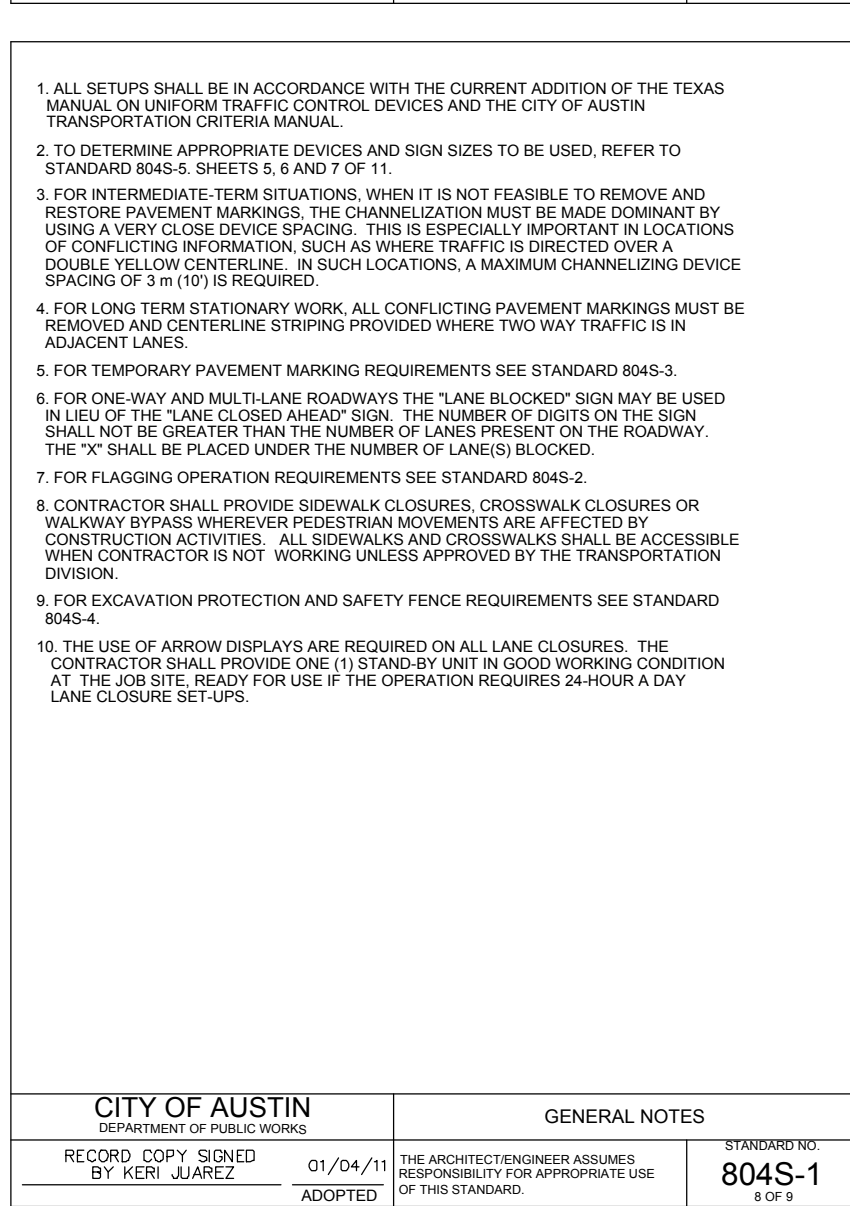 1. ALL SETUPS SHALL BE IN ACCORDANCE WITH THE CURRENT ADDITION OF THE TEXAS
MANUAL ON UNIFORM TRAFFIC CONTROL DEVICES AND THE CITY OF AUSTIN
TRANSPORTATION CRITERIA MANUAL.
2. TO DETERMINE APPROPRIATE DEVICES AND SIGN SIZES TO BE USED, REFER TO
STANDARD 804S-5. SHEETS 5, 6 AND 7 OF 11.
3. FOR INTERMEDIATE-TERM SITUATIONS, WHEN IT IS NOT FEASIBLE TO REMOVE AND
RESTORE PAVEMENT MARKINGS, THE CHANNELIZATION MUST BE MADE DOMINANT BY
USING A VERY CLOSE DEVICE SPACING. THIS IS ESPECIALLY IMPORTANT IN LOCATIONS
OF CONFLICTING INFORMATION, SUCH AS WHERE TRAFFIC IS DIRECTED OVER A
DOUBLE YELLOW CENTERLINE. IN SUCH LOCATIONS, A MAXIMUM CHANNELIZING DEVICE
SPACING OF 3 m (10') IS REQUIRED.
4. FOR LONG TERM STATIONARY WORK, ALL CONFLICTING PAVEMENT MARKINGS MUST BE
REMOVED AND CENTERLINE STRIPING PROVIDED WHERE TWO WAY TRAFFIC IS IN
ADJACENT LANES.
5. FOR TEMPORARY PAVEMENT MARKING REQUIREMENTS SEE STANDARD 804S-3.
6. FOR ONE-WAY AND MULTI-LANE ROADWAYS THE "LANE BLOCKED" SIGN MAY BE USED
IN LIEU OF THE "LANE CLOSED AHEAD" SIGN. THE NUMBER OF DIGITS ON THE SIGN
SHALL NOT BE GREATER THAN THE NUMBER OF LANES PRESENT ON THE ROADWAY.
THE "X" SHALL BE PLACED UNDER THE NUMBER OF LANE(S) BLOCKED.
7. FOR FLAGGING OPERATION REQUIREMENTS SEE STANDARD 804S-2.
8. CONTRACTOR SHALL PROVIDE SIDEWALK CLOSURES, CROSSWALK CLOSURES OR
WALKWAY BYPASS WHEREVER PEDESTRIAN MOVEMENTS ARE AFFECTED BY
CONSTRUCTION ACTIVITIES. ALL SIDEWALKS AND CROSSWALKS SHALL BE ACCESSIBLE
WHEN CONTRACTOR IS NOT WORKING UNLESS APPROVED BY THE TRANSPORTATION
DIVISION.
9. FOR EXCAVATION PROTECTION AND SAFETY FENCE REQUIREMENTS SEE STANDARD
804S-4.
10. THE USE OF ARROW DISPLAYS ARE REQUIRED ON ALL LANE CLOSURES. THE
CONTRACTOR SHALL PROVIDE ONE (1) STAND-BY UNIT IN GOOD WORKING CONDITION
AT THE JOB SITE, READY FOR USE IF THE OPERATION REQUIRES 24-HOUR A DAY
LANE CLOSURE SET-UPS.
CITY OF AUSTIN
DEPARTMENT OF PUBLIC WORKS
GENERAL NOTES
RECORD COPY SIGNED
BY KERI JUAREZ
01/04/11
ADOPTED
THE ARCHITECT/ENGINEER ASSUMES
RESPONSIBILITY FOR APPROPRIATE USE
OF THIS STANDARD.
STANDARD NO.
804S-1
8 OF 9